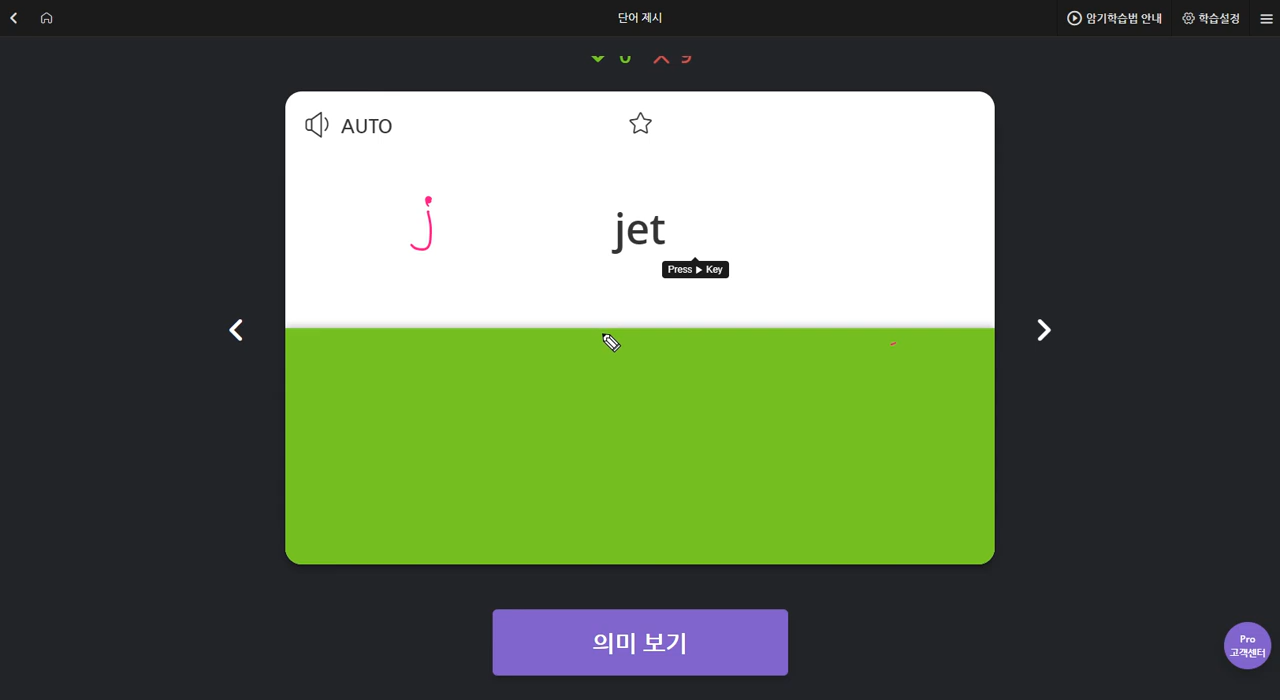 단어 제시
암기학습법 안내
학습설정
AUTO
j
jet
Press ▶ Key
의미 보기
Pro
고객센터